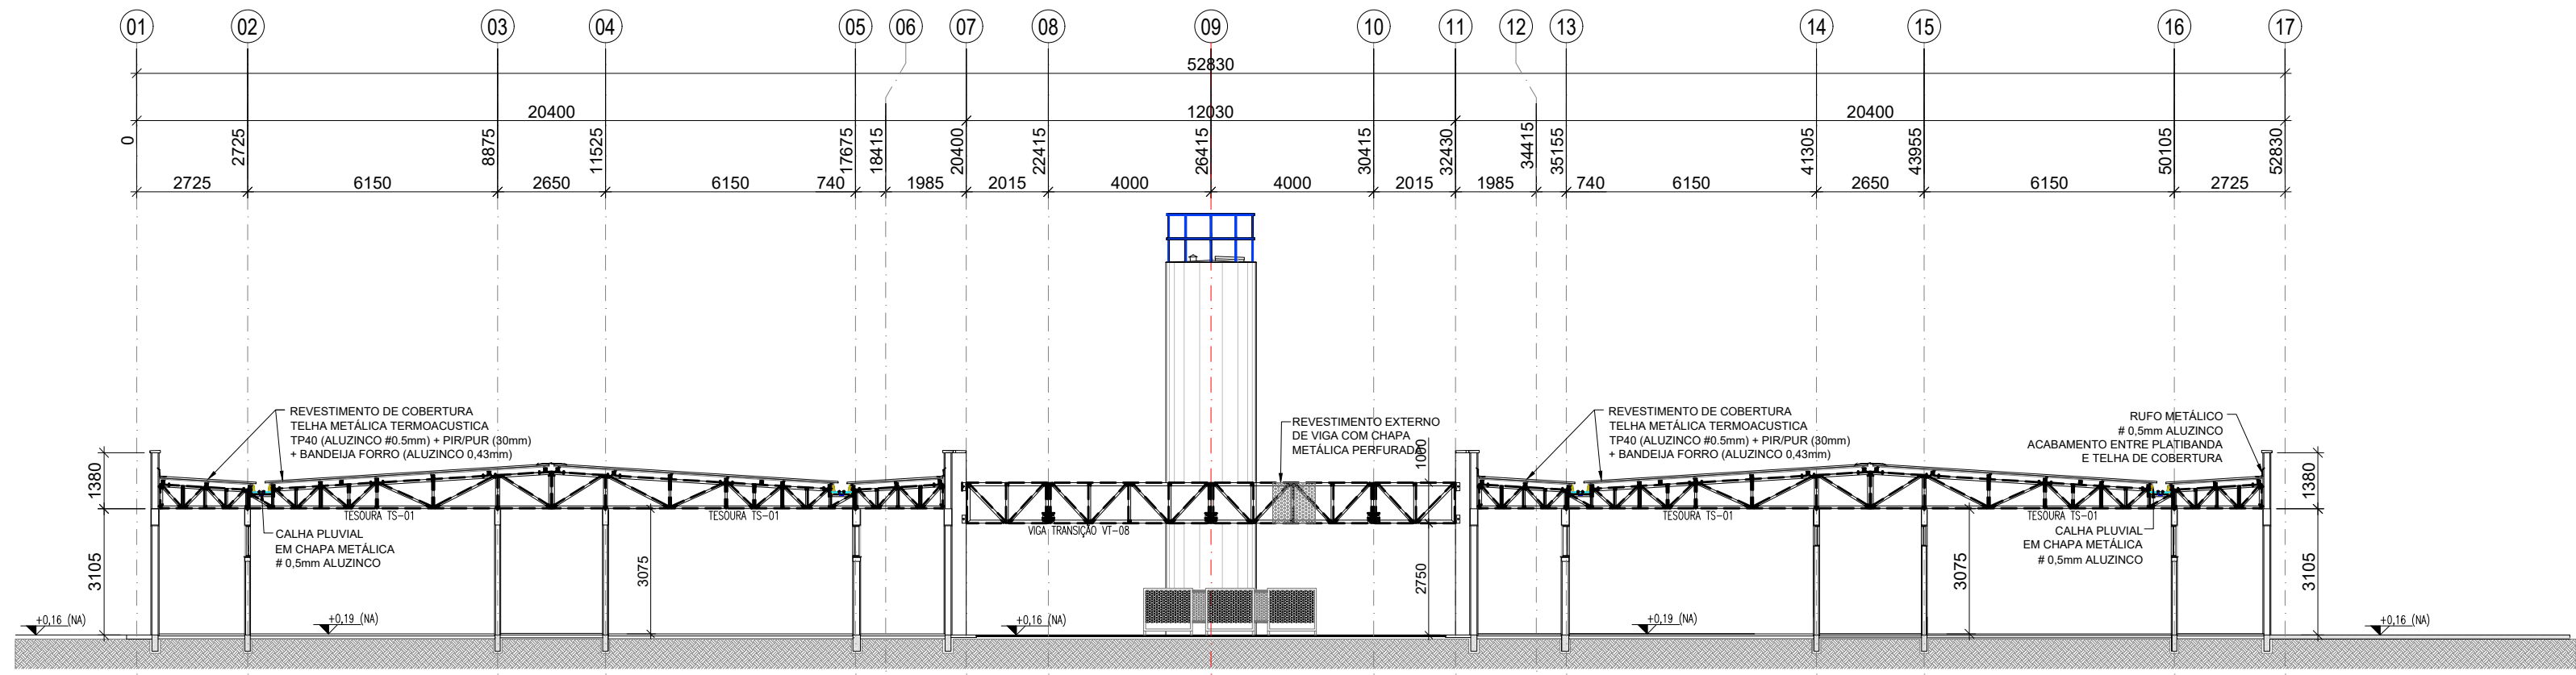 01 02 03 04 05 06 07 08 09 10 11 12 13 14 15 16 17
52830
20400 12030 20400
0 2725 8875 11525 17675 18415 20400 22415 26415 30415 32430 34415 35155 41305 43955 50105 52830
2725 6150 2650 6150 740 1985 2015 4000 4000 2015 1985 740 6150 2650 6150 2725
REVESTIMENTO DE COBERTURA
TELHA METÁLICA TERMOACUSTICA
TP40 (ALUZINCO #0.5mm) + PIR/PUR (30mm)
+ BANDEIJA FORRO (ALUZINCO 0,43mm)
REVESTIMENTO EXTERNO
DE VIGA COM CHAPA
METÁLICA PERFURADA
REVESTIMENTO DE COBERTURA
TELHA METÁLICA TERMOACUSTICA
TP40 (ALUZINCO #0.5mm) + PIR/PUR (30mm)
+ BANDEIJA FORRO (ALUZINCO 0,43mm)
RUFO METÁLICO
# 0,5mm ALUZINCO
ACABAMENTO ENTRE PLATIBANDA
E TELHA DE COBERTURA
1380
1000
1380
TESOURA TS-01
TESOURA TS-01
VIGA TRANSIÇÃO VT-08
TESOURA TS-01
TESOURA TS-01
CALHA PLUVIAL
EM CHAPA METÁLICA
# 0,5mm ALUZINCO
CALHA PLUVIAL
EM CHAPA METÁLICA
# 0,5mm ALUZINCO
3105
3075
2750
3075
3105
+0,16 (NA)
+0,19 (NA)
+0,16 (NA)
+0,19 (NA)
+0,16 (NA)